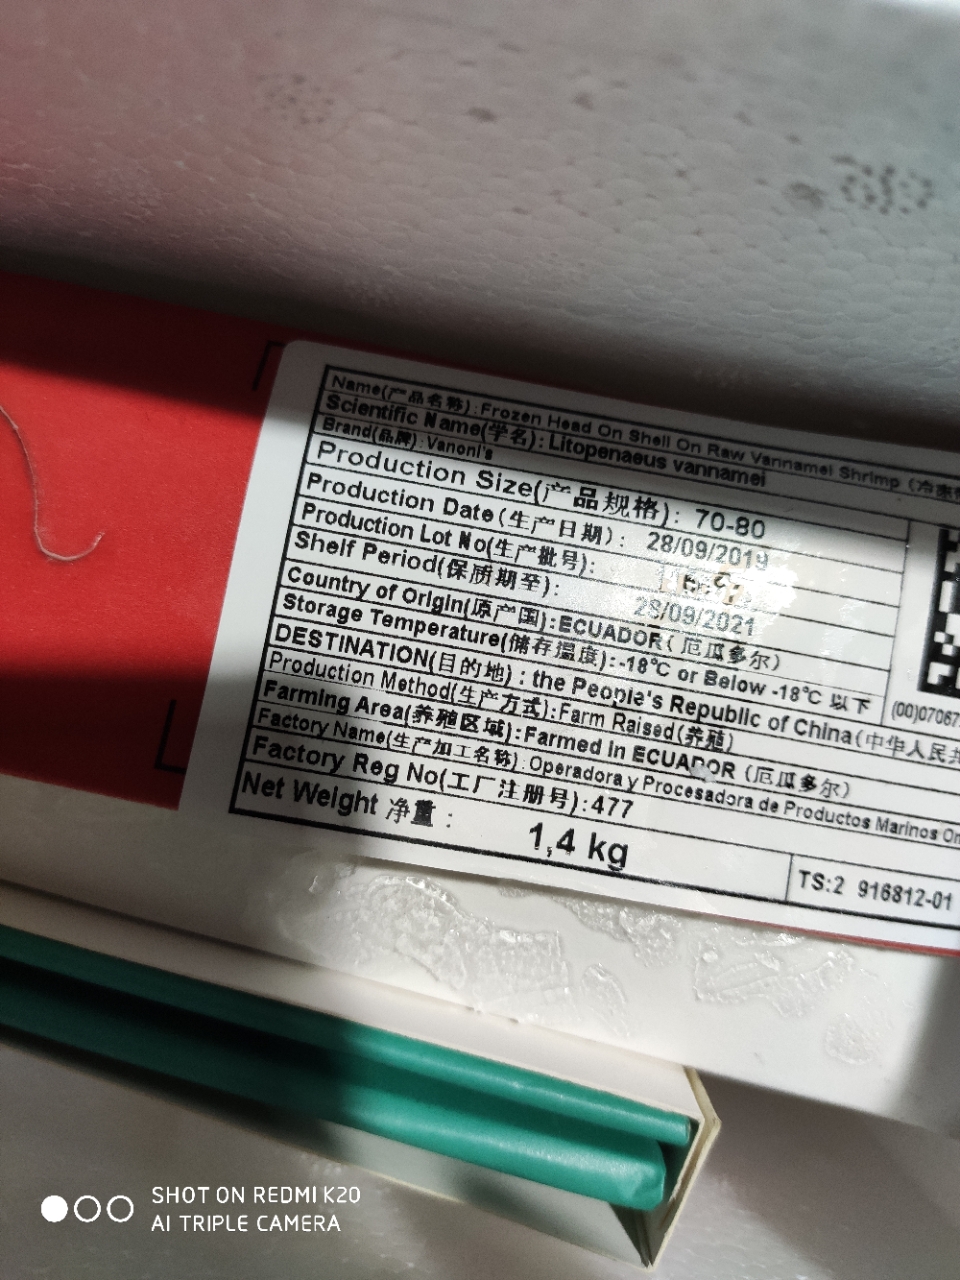 Name(产品名称):Frozen Head On Shell On Raw Vannamei Shrimp (冷冻
Scientific Name(学名): Litopenaeus vannamei
Brand(品牌): Vanoni's
Production Size(产品规格): 70-80
Production Date(生产日期): 28/09/2019
Production Lot No(生产批号):
Shelf Period(保质期至): 28/09/2021
Country of Origin(原产国):ECUADOR(厄瓜多尔)
Storage Temperature(储存温度):-18℃ or Below -18℃ 以下
DESTINATION(目的地): the People's Republic of China(中华人民共
Production Method(生产方式):Farm Raised(养殖)
Farming Area(养殖区域):Farmed in ECUADOR (厄瓜多尔)
Factory Name(生产加工名称):Operadora y Procesadora de Productos Marinos Om
Factory Reg No(工厂注册号):477
Net Weight 净重: 1,4 kg
(00)07067
TS:2 916812-01
SHOT ON REDMI K20
AI TRIPLE CAMERA